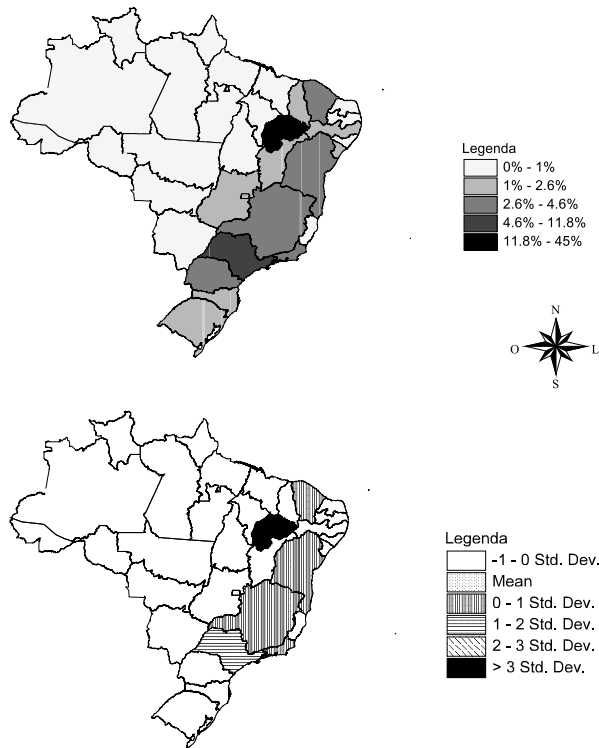 Legenda
0% - 1%
1% - 2.6%
2.6% - 4.6%
4.6% - 11.8%
11.8% - 45%
N
O
L
S
Legenda
-1 - 0 Std. Dev.
Mean
0 - 1 Std. Dev.
1 - 2 Std. Dev.
2 - 3 Std. Dev.
> 3 Std. Dev.